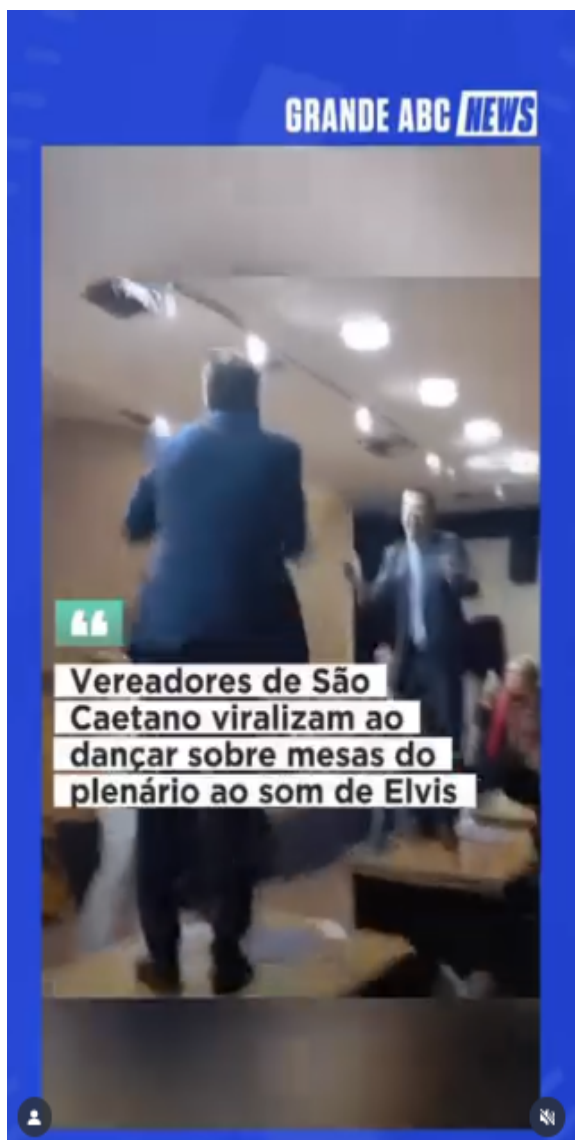 GRANDE ABC NEWS
Vereadores de São
Caetano viralizam ao
dançar sobre mesas do
plenário ao som de Elvis